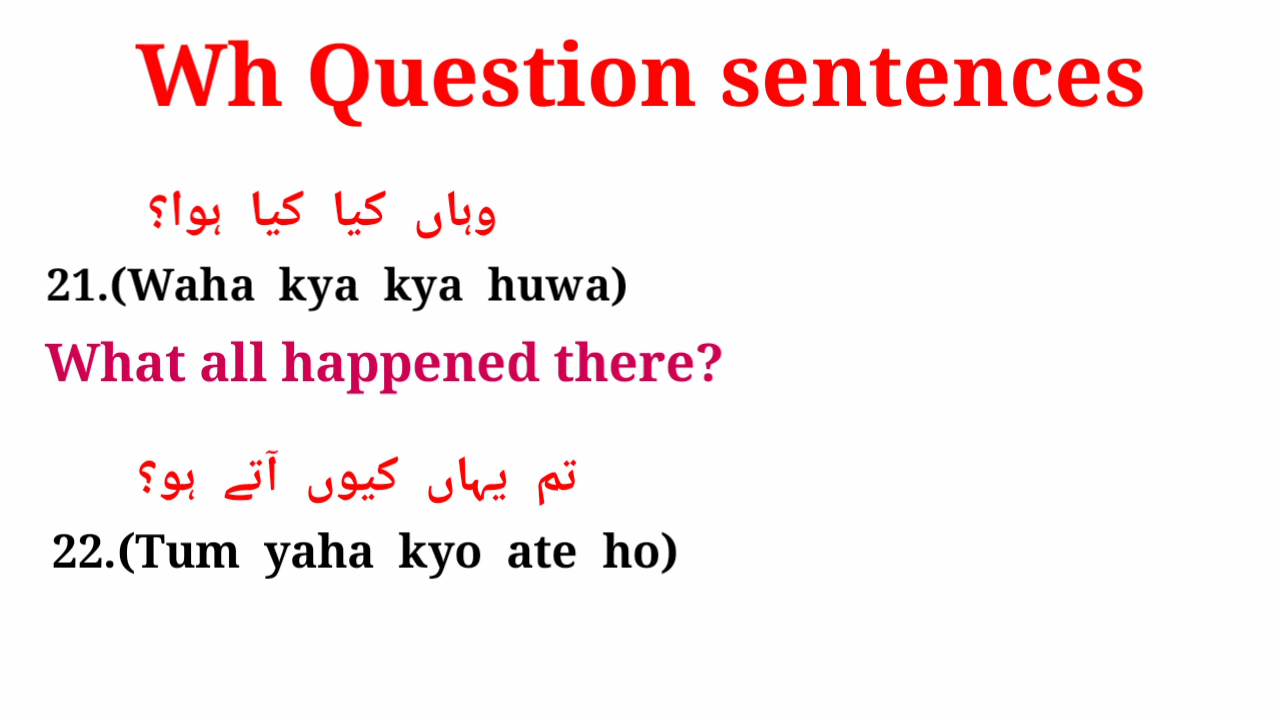 Wh Question sentences
وہاں کیا کیا ہوا؟
21.(Waha kya kya huwa)
What all happened there?
تم یہاں کیوں آتے ہو؟
22.(Tum yaha kyo ate ho)